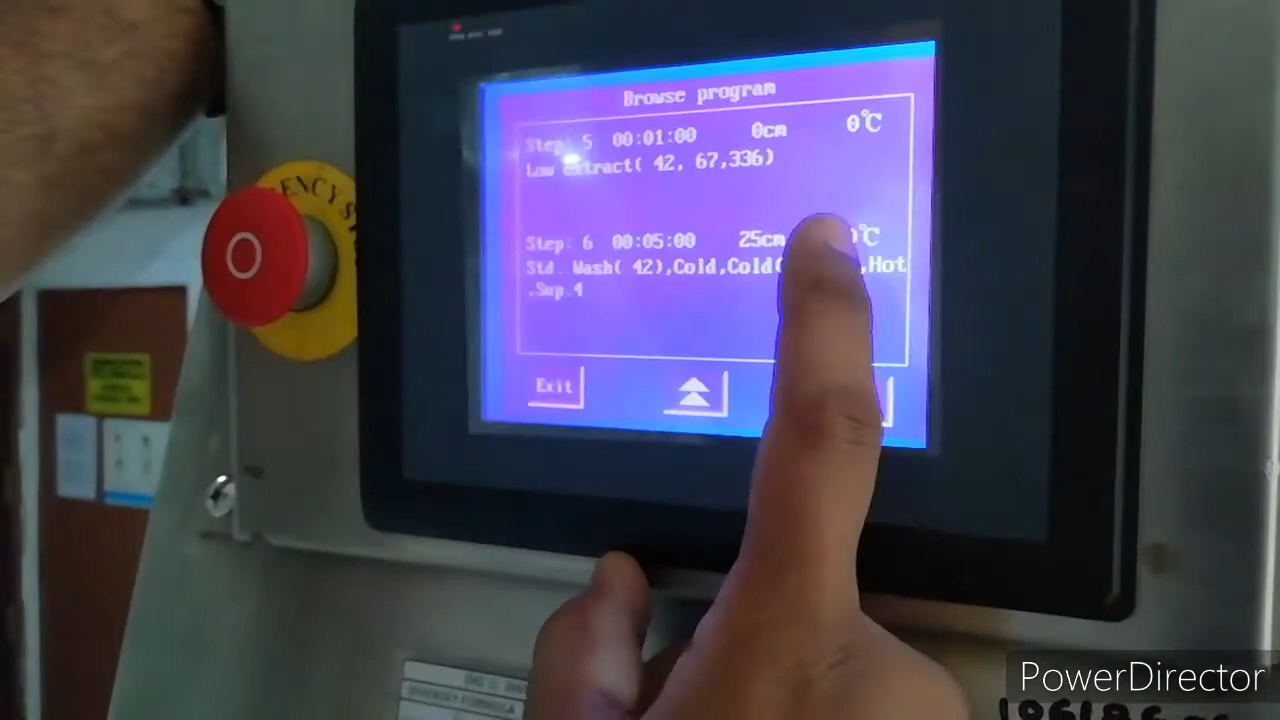 Browse program
Step: 5 00:01:00 0cm 0℃
Low extract( 42, 67,336)
Step: 6 00:05:00 25cm 0℃
Std. Wash( 42),Cold,Cold ,Hot
.Sup.4
Exit
PowerDirector